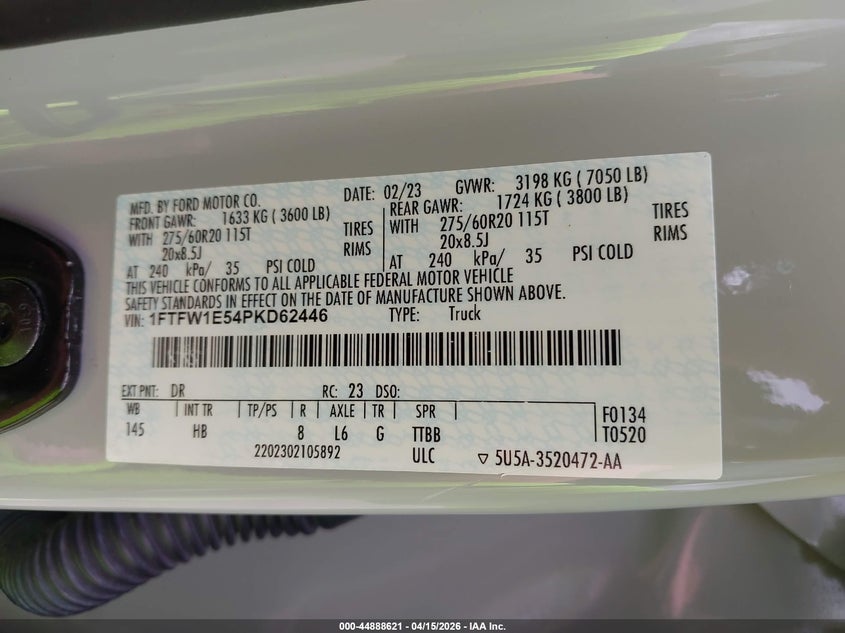 MFD. BY FORD MOTOR CO. DATE: 02/23 GVWR: 3198 KG ( 7050 LB)
FRONT GAWR: 1633 KG ( 3600 LB) REAR GAWR: 1724 KG ( 3800 LB)
WITH 275/60R20 115T TIRES WITH 275/60R20 115T TIRES
20x8.5J RIMS 20x8.5J RIMS
AT 240 kPa/ 35 PSI COLD AT 240 kPa/ 35 PSI COLD
THIS VEHICLE CONFORMS TO ALL APPLICABLE FEDERAL MOTOR VEHICLE
SAFETY STANDARDS IN EFFECT ON THE DATE OF MANUFACTURE SHOWN ABOVE.
VIN: 1FTFW1E54PKD62446 TYPE: Truck
EXT PNT: DR RC: 23 DSO:
WB INT TR TP/PS R AXLE TR SPR F0134
145 HB 8 L6 G TTBB T0520
2202302105892 ULC ▽ 5U5A-3520472-AA
000-44888621 - 04/15/2026 - IAA Inc.